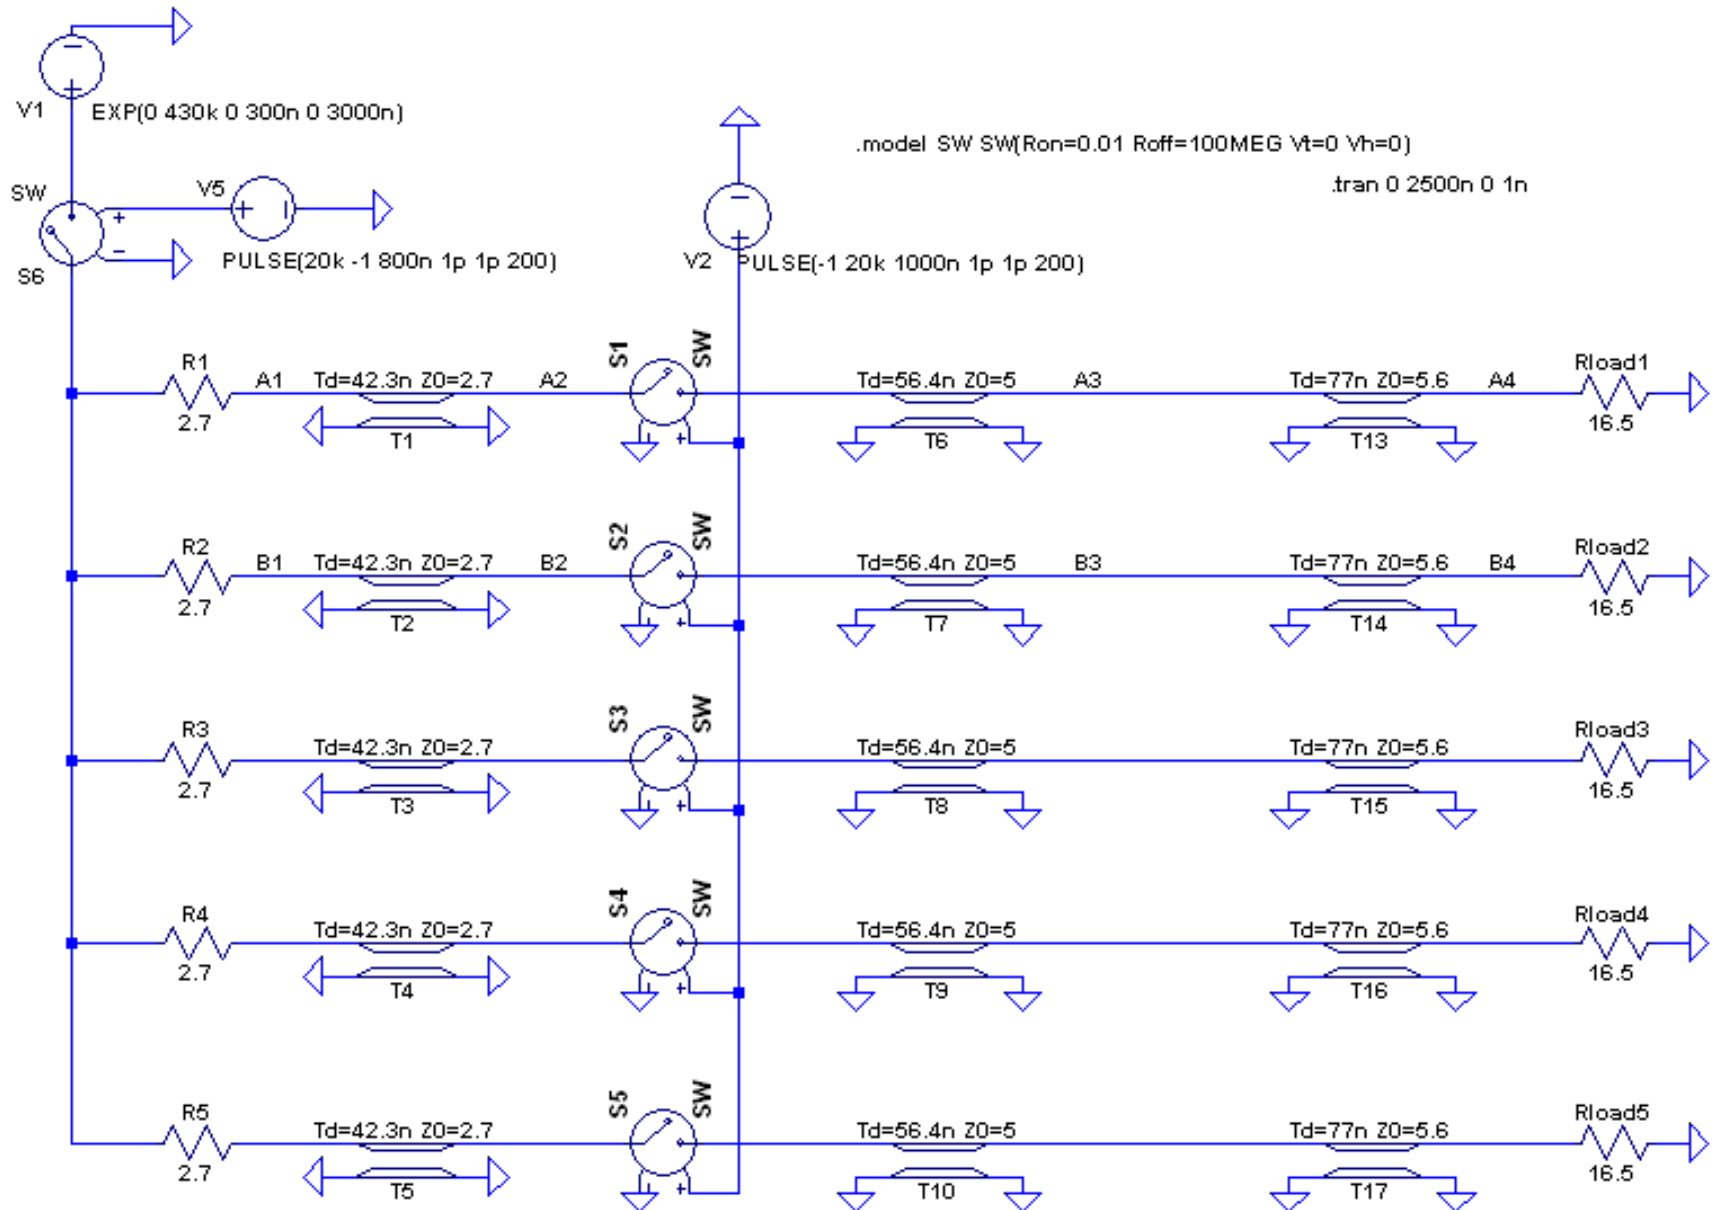 V1
EXP(0 430k 0 300n 0 3000n)
.model SW SW(Ron=0.01 Roff=100MEG Vt=0 Vh=0)
.tran 0 2500n 0 1n
SW
V5
S6
PULSE(20k -1 800n 1p 1p 200)
V2
PULSE(-1 20k 1000n 1p 1p 200)
R1
2.7
A1
Td=42.3n Z0=2.7
T1
A2
S1
SW
Td=56.4n Z0=5
T6
A3
Td=77n Z0=5.6
T13
A4
Rload1
16.5
R2
2.7
B1
Td=42.3n Z0=2.7
T2
B2
S2
SW
Td=56.4n Z0=5
T7
B3
Td=77n Z0=5.6
T14
B4
Rload2
16.5
R3
2.7
Td=42.3n Z0=2.7
T3
S3
SW
Td=56.4n Z0=5
T8
Td=77n Z0=5.6
T15
Rload3
16.5
R4
2.7
Td=42.3n Z0=2.7
T4
S4
SW
Td=56.4n Z0=5
T9
Td=77n Z0=5.6
T16
Rload4
16.5
R5
2.7
Td=42.3n Z0=2.7
T5
S5
SW
Td=56.4n Z0=5
T10
Td=77n Z0=5.6
T17
Rload5
16.5